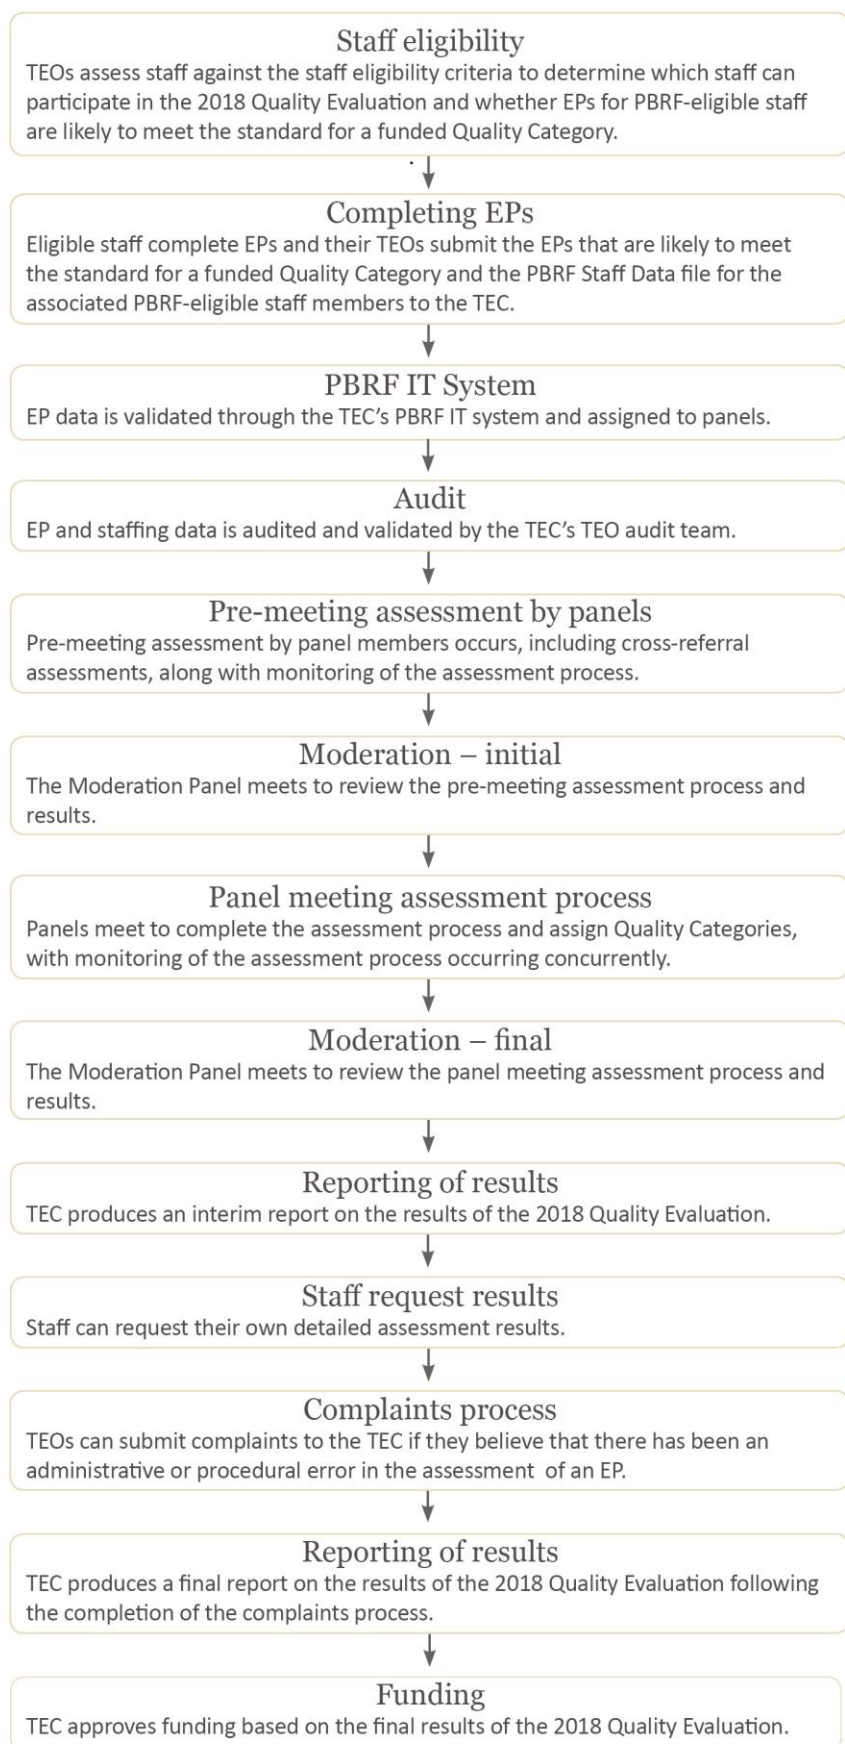 Staff eligibility
TEOs assess staff against the staff eligibility criteria to determine which staff can
participate in the 2018 Quality Evaluation and whether EPs for PBRF-eligible staff
are likely to meet the standard for a funded Quality Category.
Completing EPs
Eligible staff complete EPs and their TEOs submit the EPs that are likely to meet
the standard for a funded Quality Category and the PBRF Staff Data file for the
associated PBRF-eligible staff members to the TEC.
PBRF IT System
EP data is validated through the TEC’s PBRF IT system and assigned to panels.
Audit
EP and staffing data is audited and validated by the TEC’s TEO audit team.
Pre-meeting assessment by panels
Pre-meeting assessment by panel members occurs, including cross-referral
assessments, along with monitoring of the assessment process.
Moderation – initial
The Moderation Panel meets to review the pre-meeting assessment process and
results.
Panel meeting assessment process
Panels meet to complete the assessment process and assign Quality Categories,
with monitoring of the assessment process occurring concurrently.
Moderation – final
The Moderation Panel meets to review the panel meeting assessment process and
results.
Reporting of results
TEC produces an interim report on the results of the 2018 Quality Evaluation.
Staff request results
Staff can request their own detailed assessment results.
Complaints process
TEOs can submit complaints to the TEC if they believe that there has been an
administrative or procedural error in the assessment of an EP.
Reporting of results
TEC produces a final report on the results of the 2018 Quality Evaluation following
the completion of the complaints process.
Funding
TEC approves funding based on the final results of the 2018 Quality Evaluation.